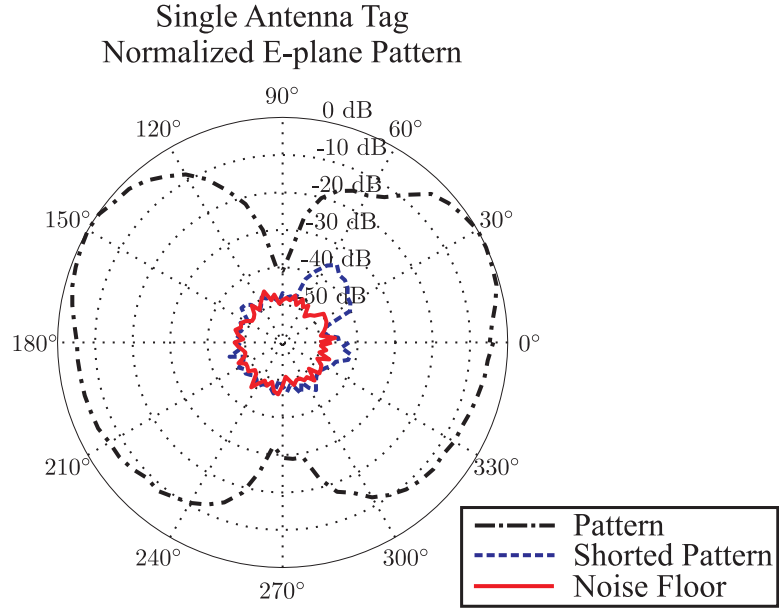 Single Antenna Tag
Normalized E-plane Pattern
90°
0 dB
120°
60°
-10 dB
-20 dB
150°
30°
-30 dB
-40 dB
-50 dB
180°
0°
210°
330°
240°
300°
270°
Pattern
Shorted Pattern
Noise Floor